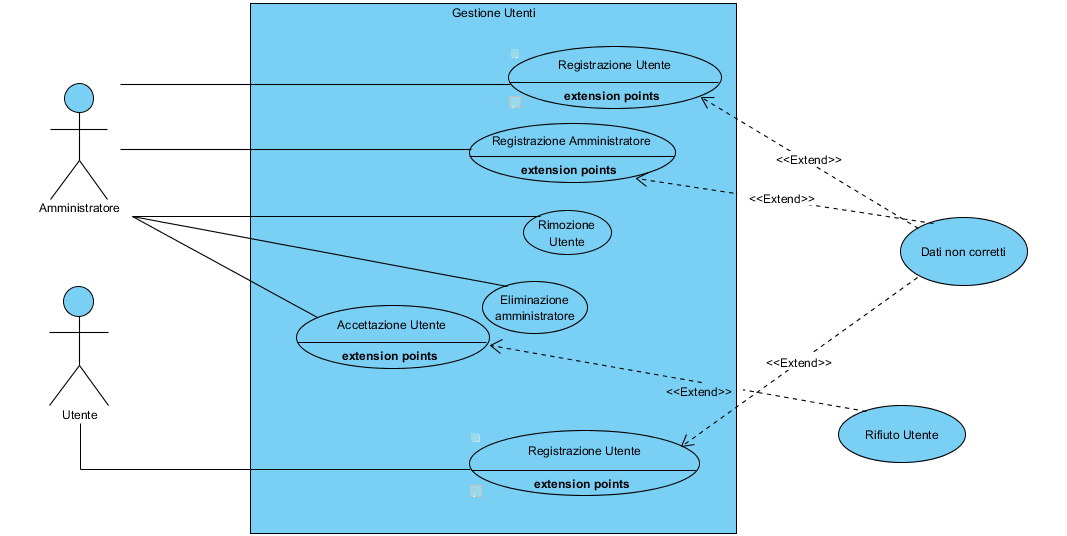 Gestione Utenti
Registrazione Utente
extension points
Registrazione Amministratore
extension points
<<Extend>>
<<Extend>>
Amministratore
Rimozione
Utente
Dati non corretti
Eliminazione
amministratore
Accettazione Utente
extension points
<<Extend>>
<<Extend>>
Utente
Rifiuto Utente
Registrazione Utente
extension points